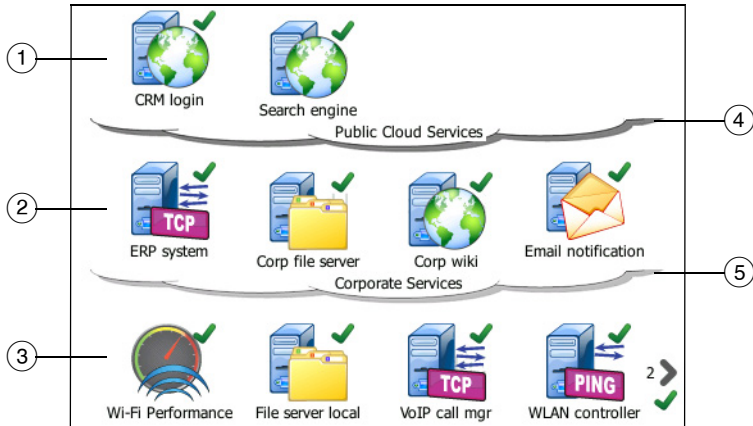 1
CRM login
Search engine
Public Cloud Services
4
2
TCP
ERP system
Corp file server
Corp wiki
Email notification
Corporate Services
5
3
TCP
PING
2
Wi-Fi Performance
File server local
VoIP call mgr
WLAN controller